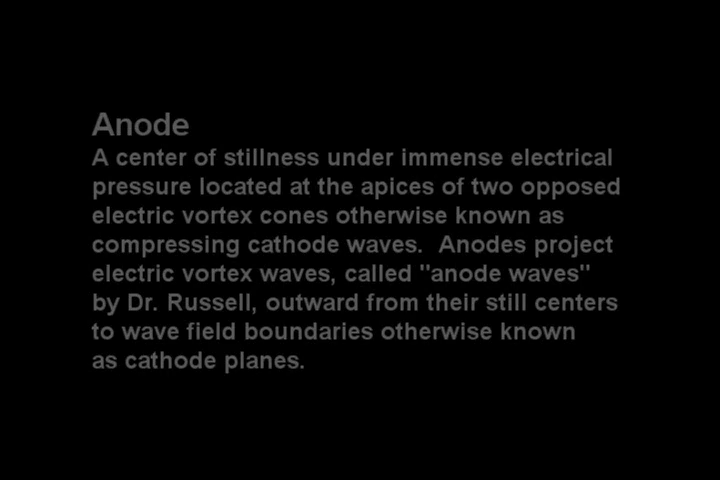 Anode
A center of stillness under immense electrical
pressure located at the apices of two opposed
electric vortex cones otherwise known as
compressing cathode waves.  Anodes project
electric vortex waves, called "anode waves"
by Dr. Russell, outward from their still centers
to wave field boundaries otherwise known
as cathode planes.